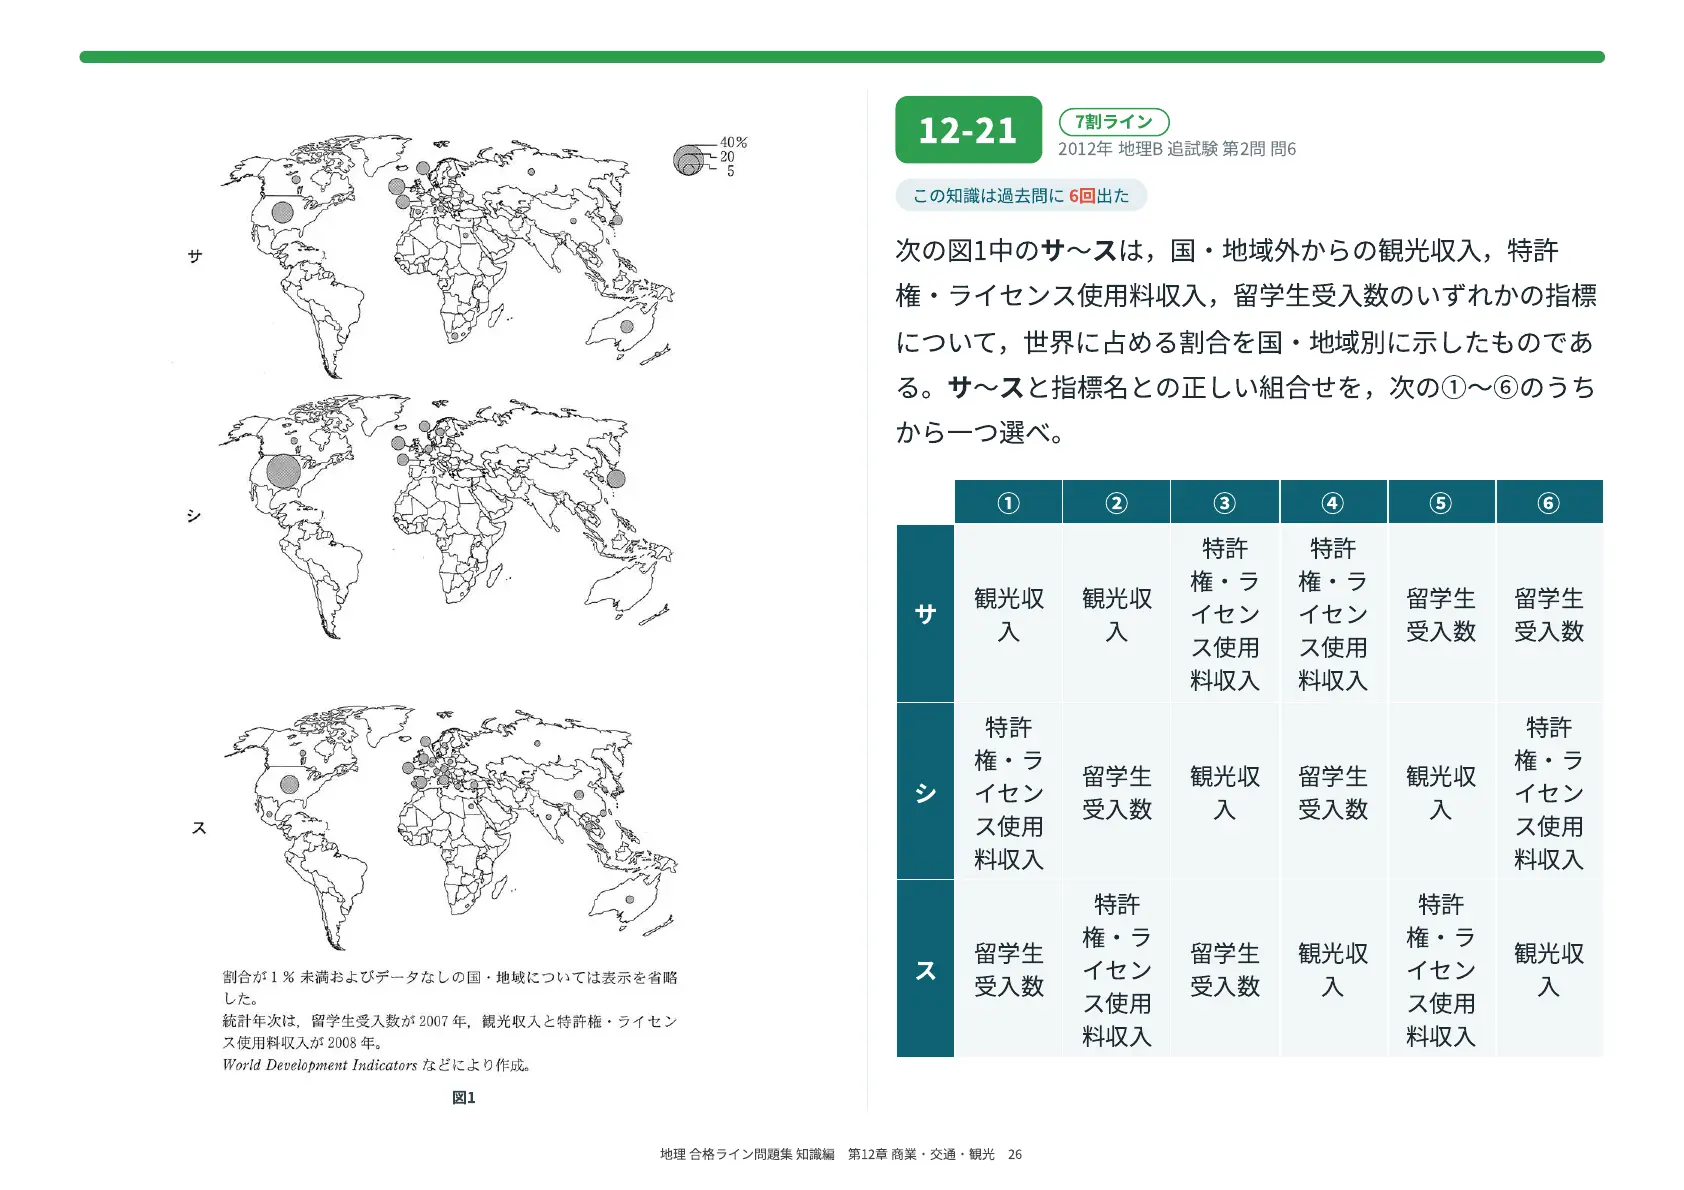 サ
40%
20
5
シ
ス
割合が1％未満およびデータなしの国・地域については表示を省略
した。
統計年次は，留学生受入数が2007年，観光収入と特許権・ライセン
ス使用料収入が2008年。
World Development Indicators などにより作成。
図1
12-21
7割ライン
2012年 地理B 追試験 第2問 問6
この知識は過去問に 6回出た
次の図1中のサ～スは，国・地域外からの観光収入，特許
権・ライセンス使用料収入，留学生受入数のいずれかの指標
について，世界に占める割合を国・地域別に示したものであ
る。サ～スと指標名との正しい組合せを，次の①～⑥のうち
から一つ選べ。
① ② ③ ④ ⑤ ⑥
サ
観光収
入
観光収
入
特許
権・ラ
イセン
ス使用
料収入
特許
権・ラ
イセン
ス使用
料収入
留学生
受入数
留学生
受入数
シ
特許
権・ラ
イセン
ス使用
料収入
留学生
受入数
観光収
入
留学生
受入数
観光収
入
特許
権・ラ
イセン
ス使用
料収入
ス
留学生
受入数
特許
権・ラ
イセン
ス使用
料収入
留学生
受入数
観光収
入
特許
権・ラ
イセン
ス使用
料収入
観光収
入
地理 合格ライン問題集 知識編　第12章 商業・交通・観光　26